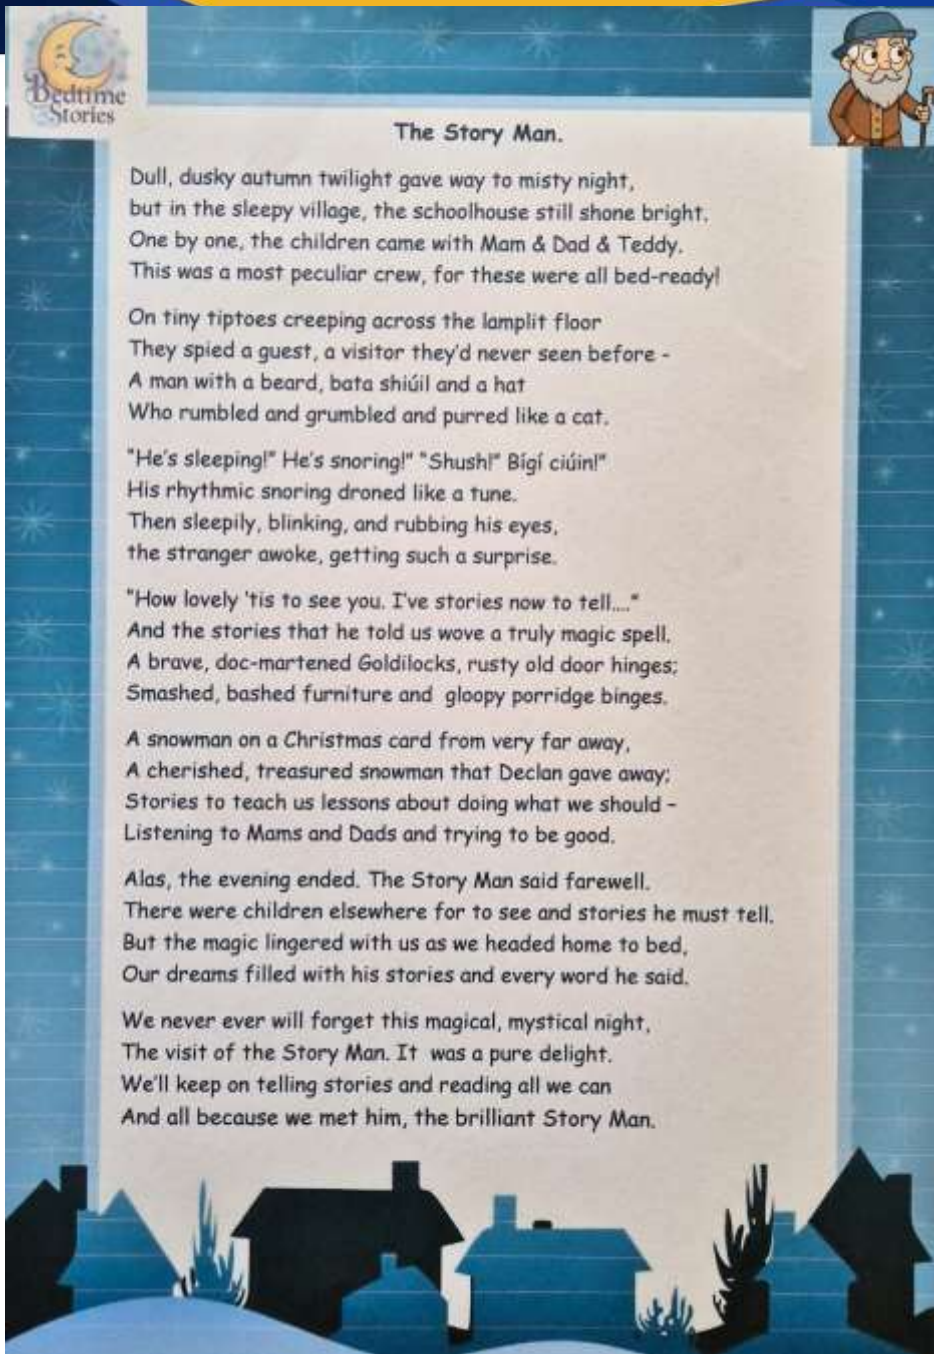 Bedtime
Stories
The Story Man.
Dull, dusky autumn twilight gave way to misty night,
but in the sleepy village, the schoolhouse still shone bright.
One by one, the children came with Mam & Dad & Teddy.
This was a most peculiar crew, for these were all bed-ready!
On tiny tiptoes creeping across the lamplit floor
They spied a guest, a visitor they'd never seen before -
A man with a beard, bata shiúil and a hat
Who rumbled and grumbled and purred like a cat.
"He's sleeping!" He's snoring!" "Shush!" Bígí ciúin!"
His rhythmic snoring droned like a tune.
Then sleepily, blinking, and rubbing his eyes,
the stranger awoke, getting such a surprise.
"How lovely 'tis to see you. I've stories now to tell...."
And the stories that he told us wove a truly magic spell.
A brave, doc-martened Goldilocks, rusty old door hinges;
Smashed, bashed furniture and gloopy porridge binges.
A snowman on a Christmas card from very far away,
A cherished, treasured snowman that Declan gave away;
Stories to teach us lessons about doing what we should -
Listening to Mams and Dads and trying to be good.
Alas, the evening ended. The Story Man said farewell.
There were children elsewhere for to see and stories he must tell.
But the magic lingered with us as we headed home to bed,
Our dreams filled with his stories and every word he said.
We never ever will forget this magical, mystical night,
The visit of the Story Man. It was a pure delight.
We'll keep on telling stories and reading all we can
And all because we met him, the brilliant Story Man.